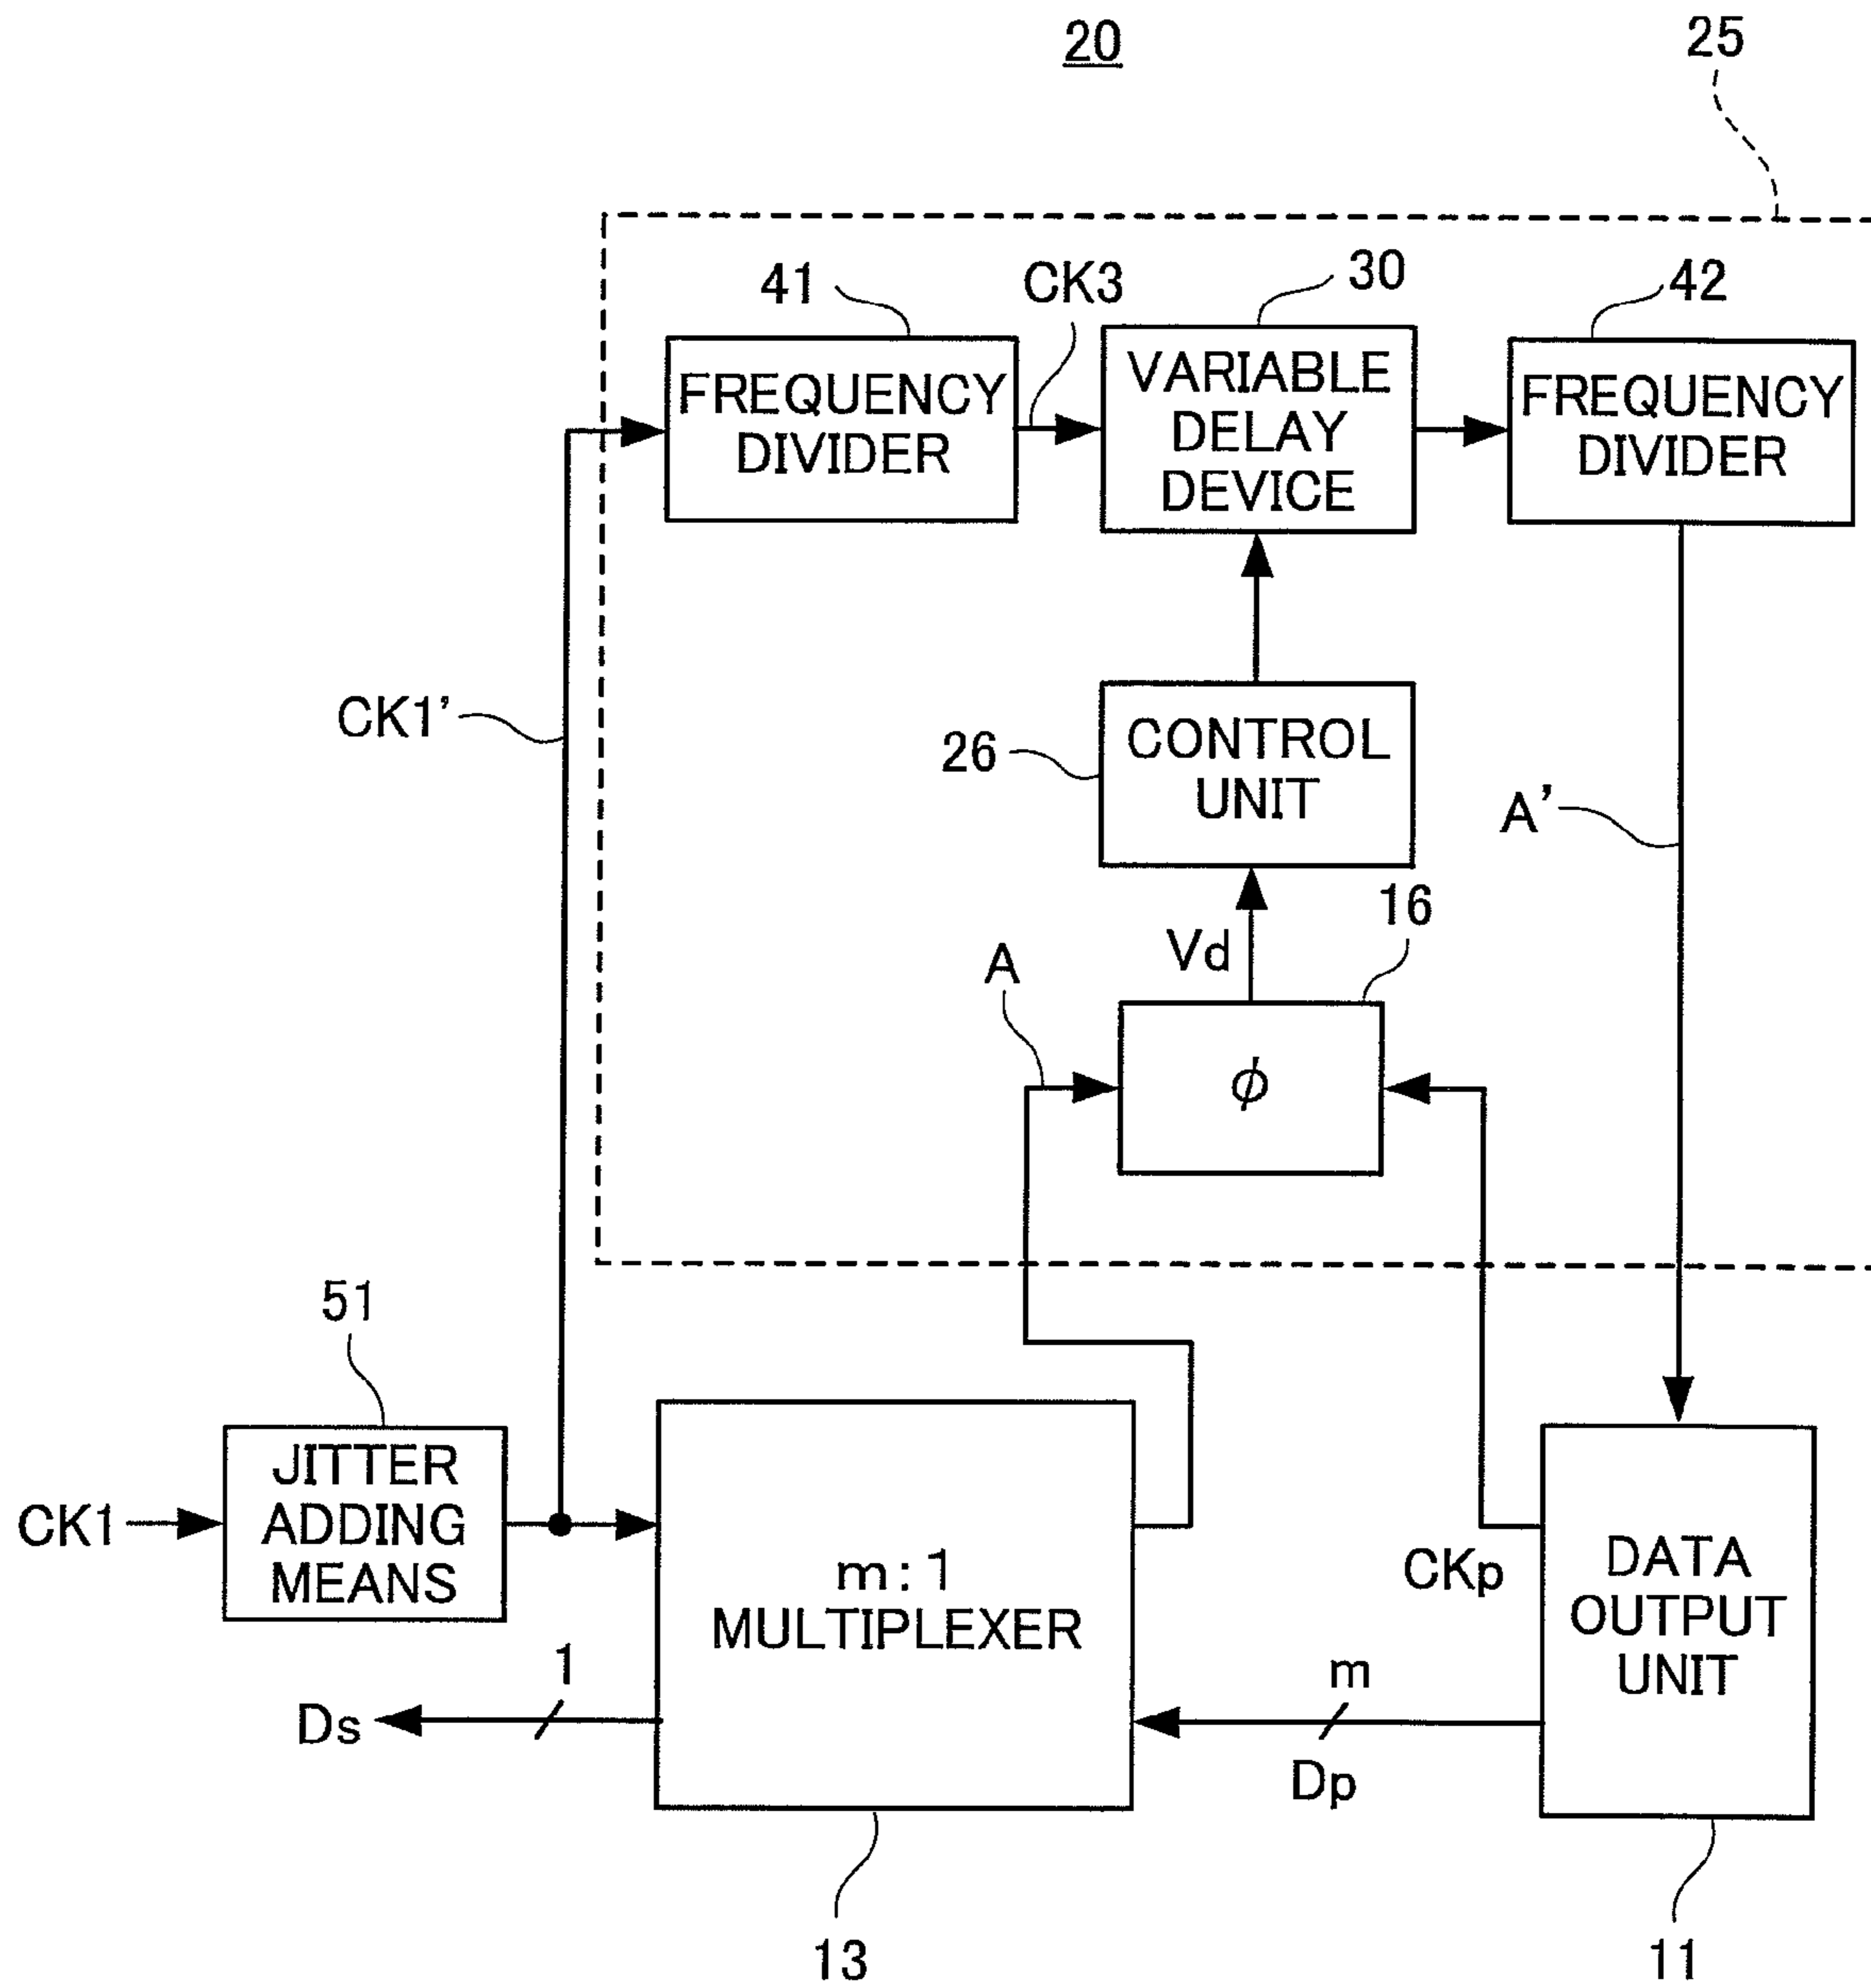 20
25
41
CK3
30
42
FREQUENCY
DIVIDER
VARIABLE
DELAY
DEVICE
FREQUENCY
DIVIDER
CK1'
26
CONTROL
UNIT
A'
16
Vd
A
ϕ
51
JITTER
ADDING
MEANS
CK1
m:1
MULTIPLEXER
CKp
DATA
OUTPUT
UNIT
1
Ds
m
Dp
13
11